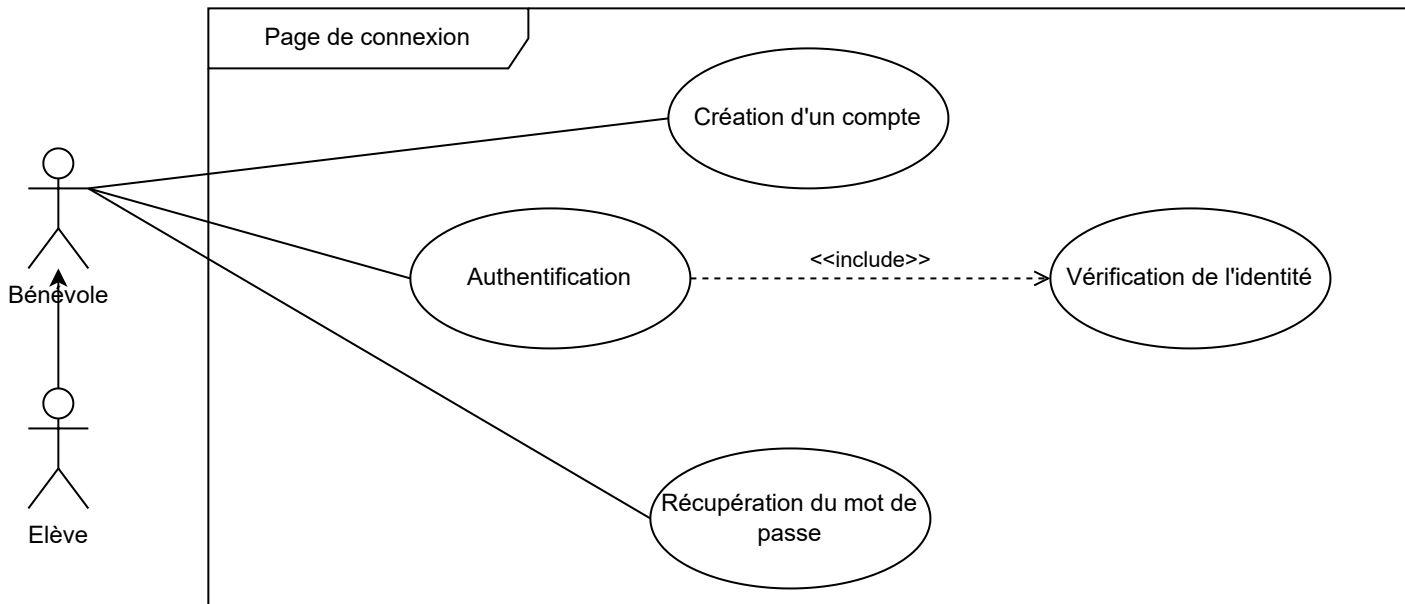 Page de connexion
Création d'un compte
Authentification
<<include>>
Vérification de l'identité
Bénévole
Récupération du mot de
passe
Elève